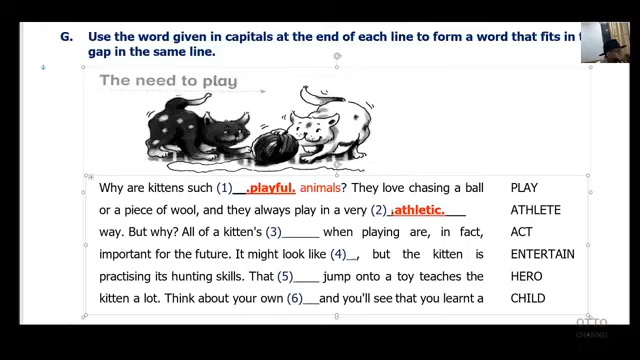 G. Use the word given in capitals at the end of each line to form a word that fits in t
gap in the same line.
The need to play
Why are kittens such (1)__.playful. animals? They love chasing a ball PLAY
or a piece of wool, and they always play in a very (2)_.athletic.___ ATHLETE
way. But why? All of a kitten's (3)______ when playing are, in fact, ACT
important for the future. It might look like (4)__, but the kitten is ENTERTAIN
practising its hunting skills. That (5)____ jump onto a toy teaches the HERO
kitten a lot. Think about your own (6)___and you'll see that you learnt a CHILD
OTTO
CHANNEL